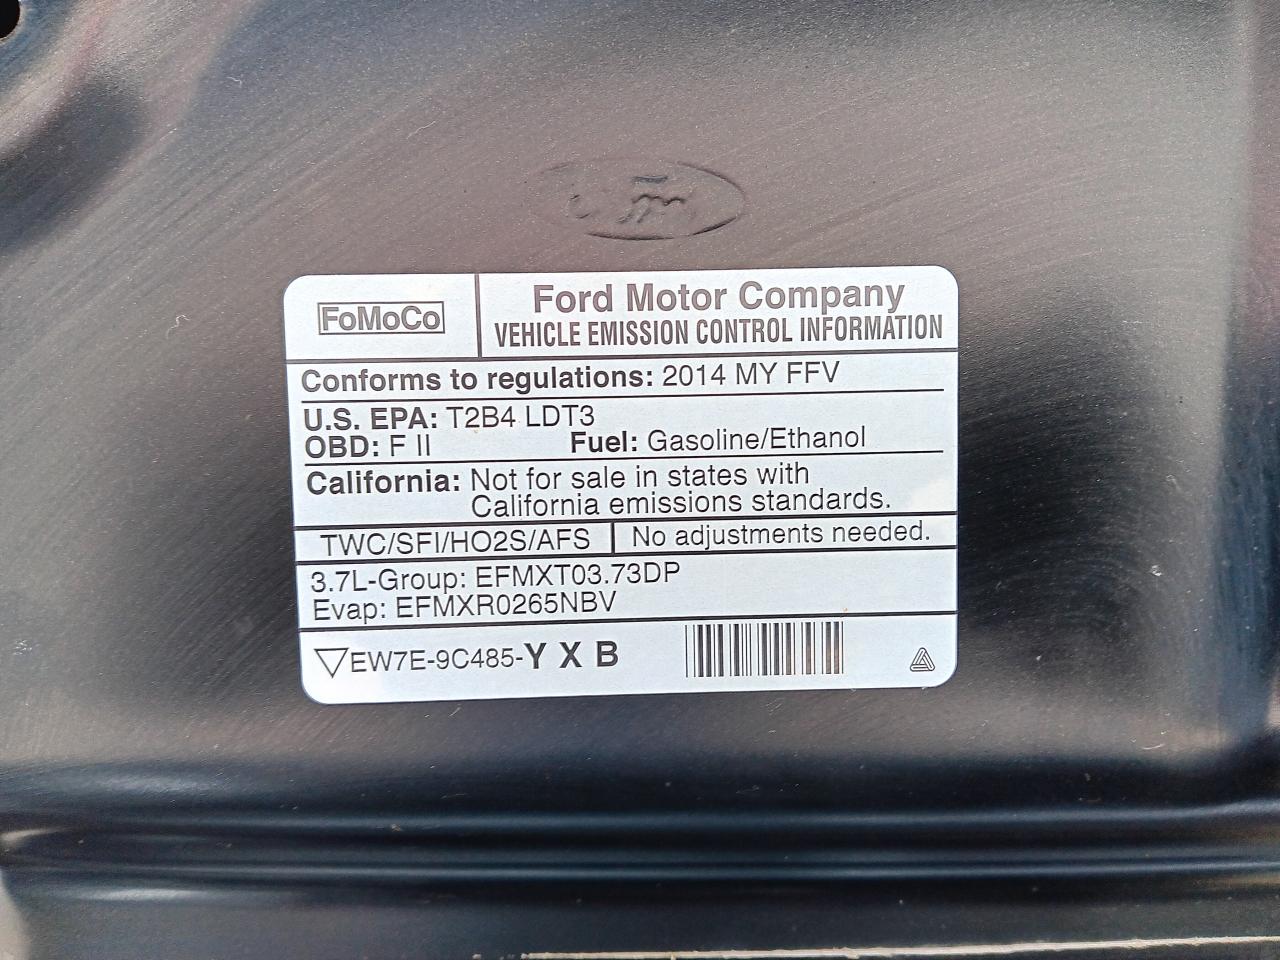 FoMoCo
Ford Motor Company
VEHICLE EMISSION CONTROL INFORMATION
Conforms to regulations: 2014 MY FFV
U.S. EPA: T2B4 LDT3
OBD: F II Fuel: Gasoline/Ethanol
California: Not for sale in states with
California emissions standards.
TWC/SFI/HO2S/AFS No adjustments needed.
3.7L-Group: EFMXT03.73DP
Evap: EFMXR0265NBV
EW7E-9C485-Y X B